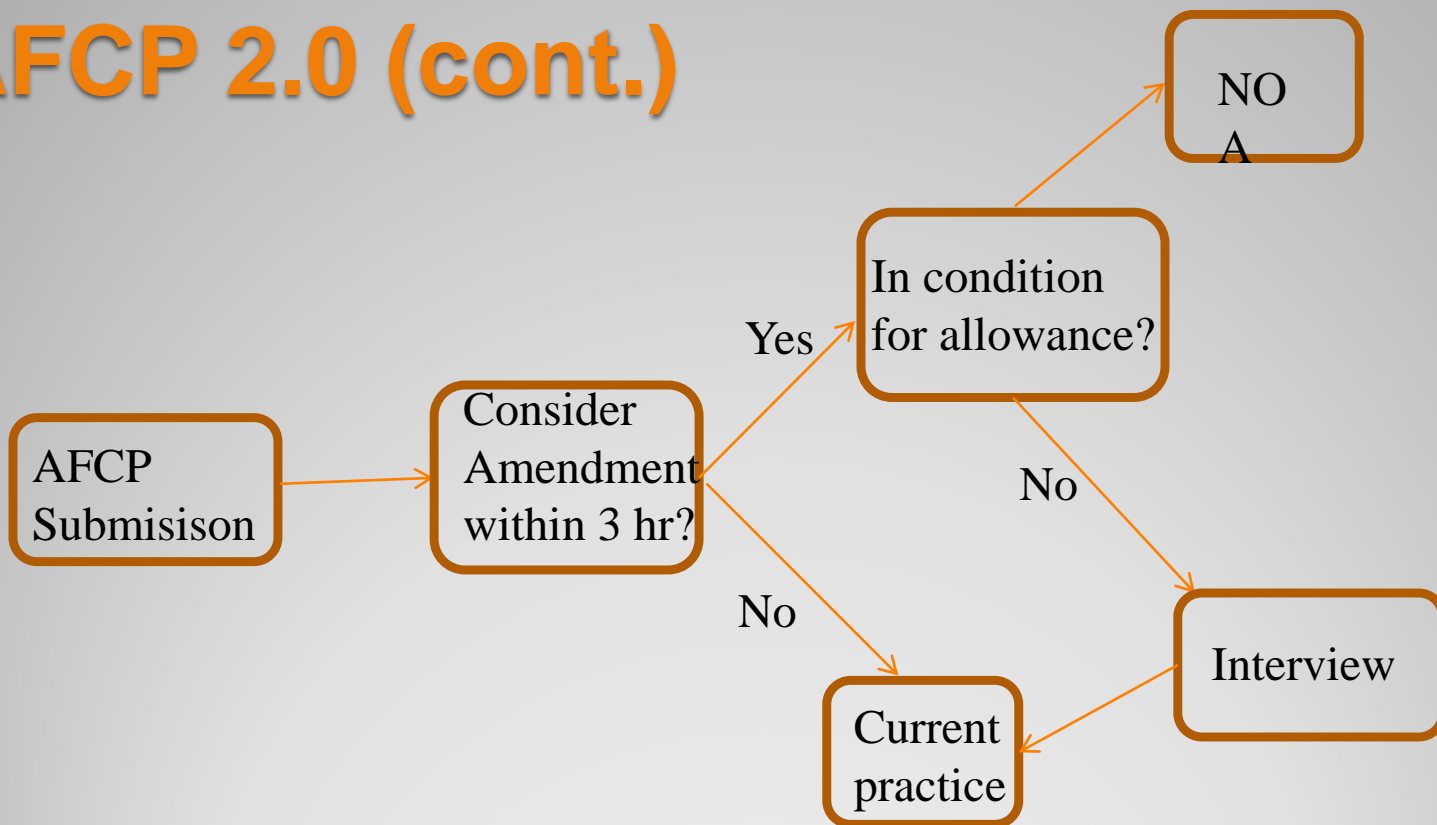 AFCP 2.0 (cont.)
NO
A
In condition
for allowance?
Yes
Consider
Amendment
within 3 hr?
AFCP
Submisison
No
No
Interview
Current
practice